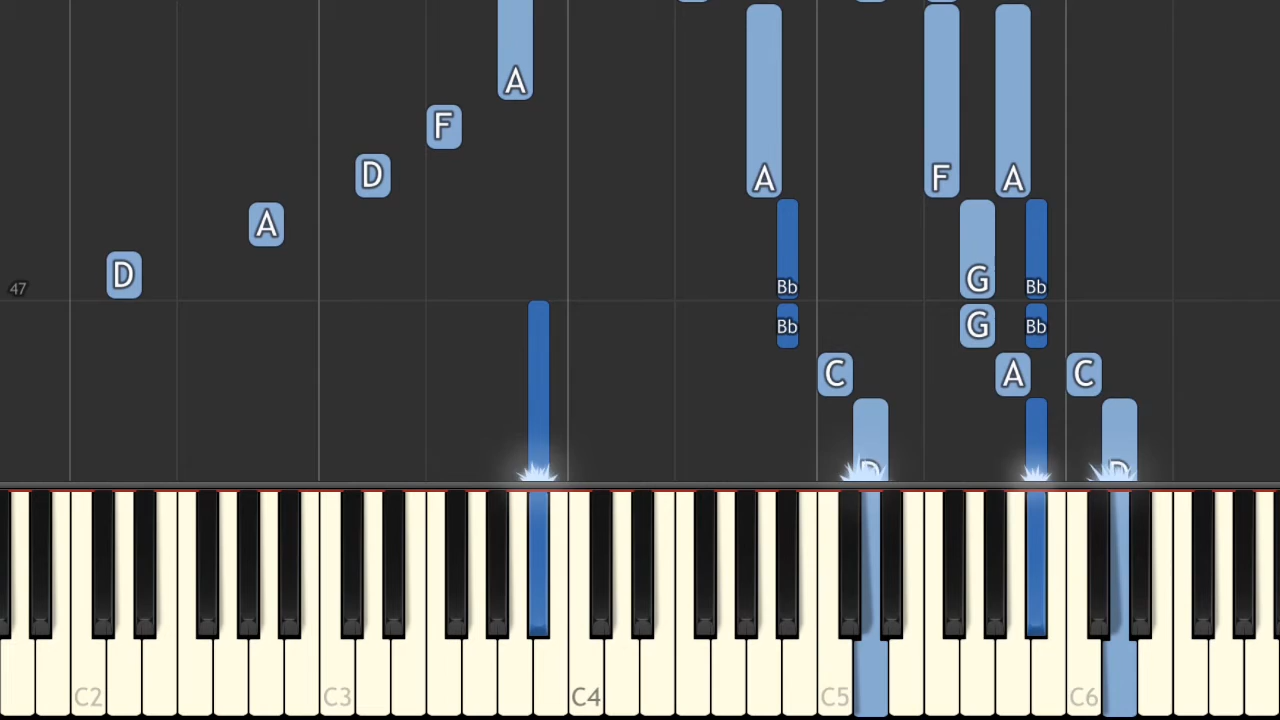 A
F
D
A F A
A
D G
47 Bb Bb
Bb G Bb
C A C
D D
C2 C3 C4 C5 C6